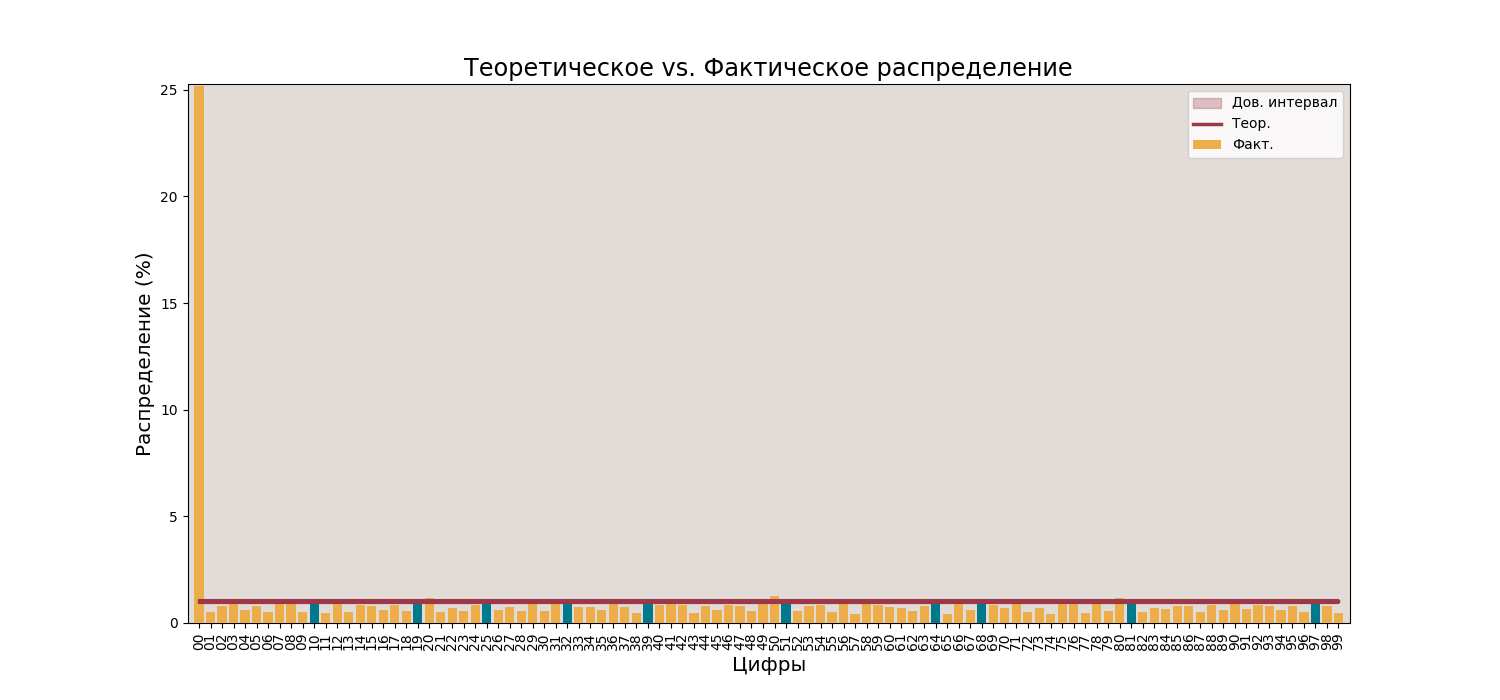 Теоретическое vs. Фактическое распределение
Дов. интервал
Теор.
Факт.
Распределение (%)
25
20
15
10
5
0
00 01 02 03 04 05 06 07 08 09 10 11 12 13 14 15 16 17 18 19 20 21 22 23 24 25 26 27 28 29 30 31 32 33 34 35 36 37 38 39 40 41 42 43 44 45 46 47 48 49 50 51 52 53 54 55 56 57 58 59 60 61 62 63 64 65 66 67 68 69 70 71 72 73 74 75 76 77 78 79 80 81 82 83 84 85 86 87 88 89 90 91 92 93 94 95 96 97 98 99
Цифры